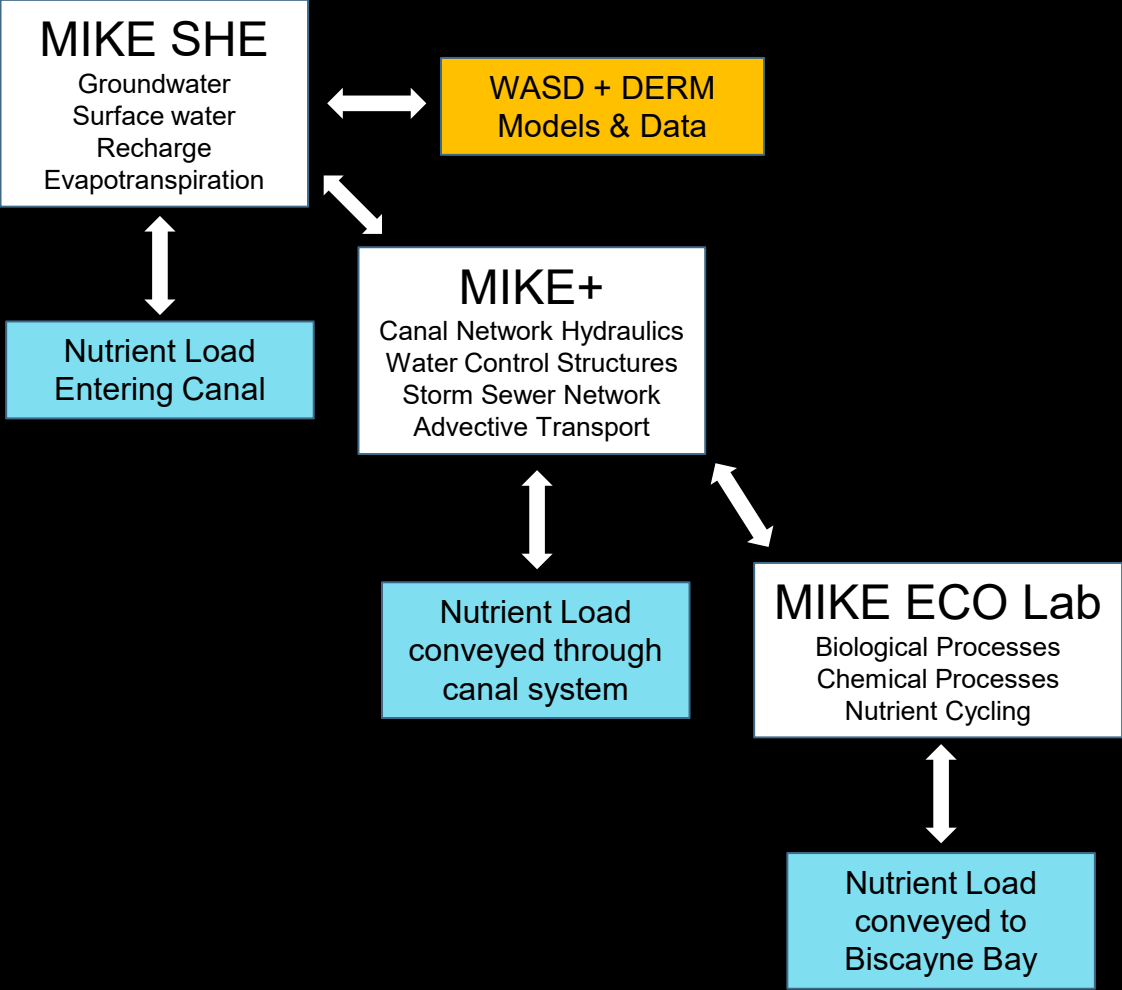 MIKE SHE
Groundwater
Surface water
Recharge
Evapotranspiration
WASD + DERM
Models & Data
Nutrient Load
Entering Canal
MIKE+
Canal Network Hydraulics
Water Control Structures
Storm Sewer Network
Advective Transport
Nutrient Load
conveyed through
canal system
MIKE ECO Lab
Biological Processes
Chemical Processes
Nutrient Cycling
Nutrient Load
conveyed to
Biscayne Bay